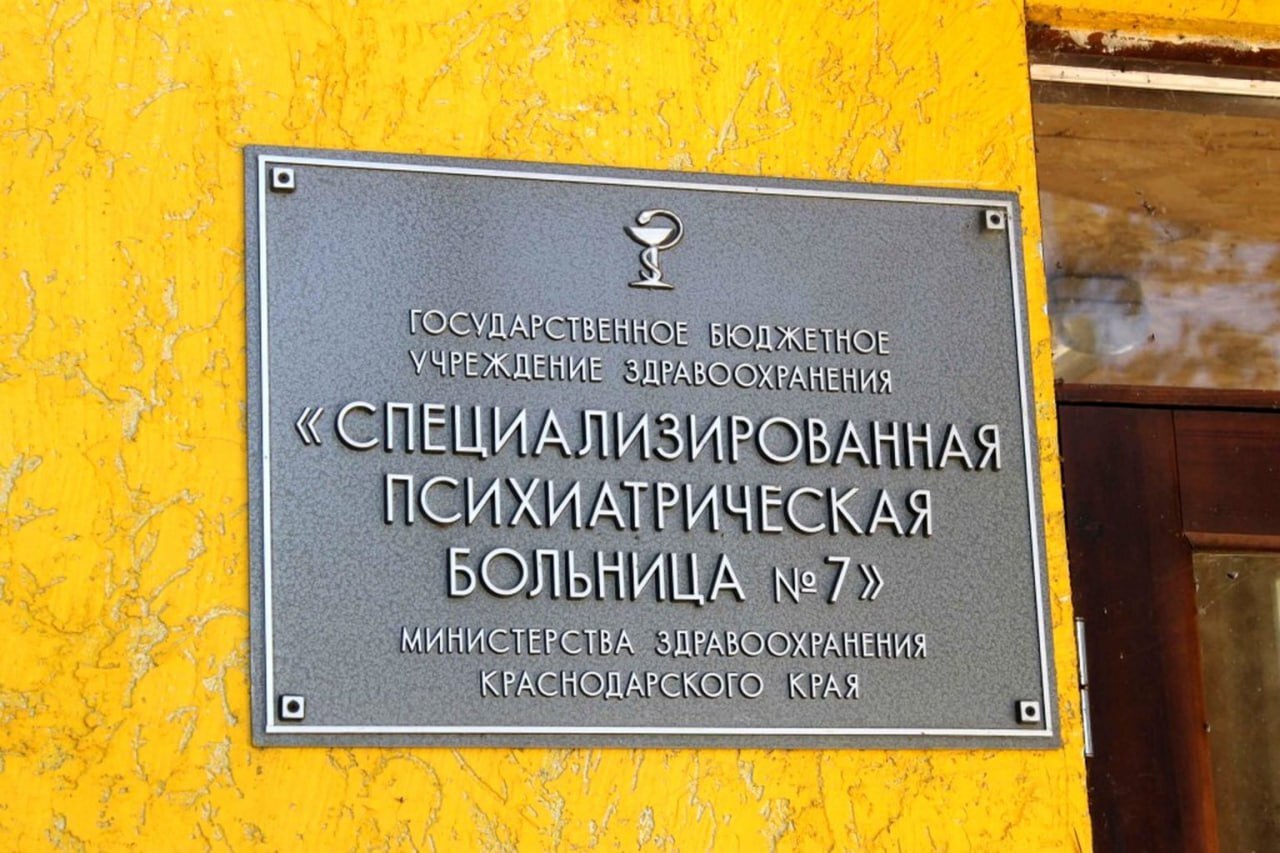 ГОСУДАРСТВЕННОЕ БЮДЖЕТНОЕ
УЧРЕЖДЕНИЕ ЗДРАВООХРАНЕНИЯ
«СПЕЦИАЛИЗИРОВАННАЯ
ПСИХИАТРИЧЕСКАЯ
БОЛЬНИЦА №7»
МИНИСТЕРСТВА ЗДРАВООХРАНЕНИЯ
КРАСНОДАРСКОГО КРАЯ